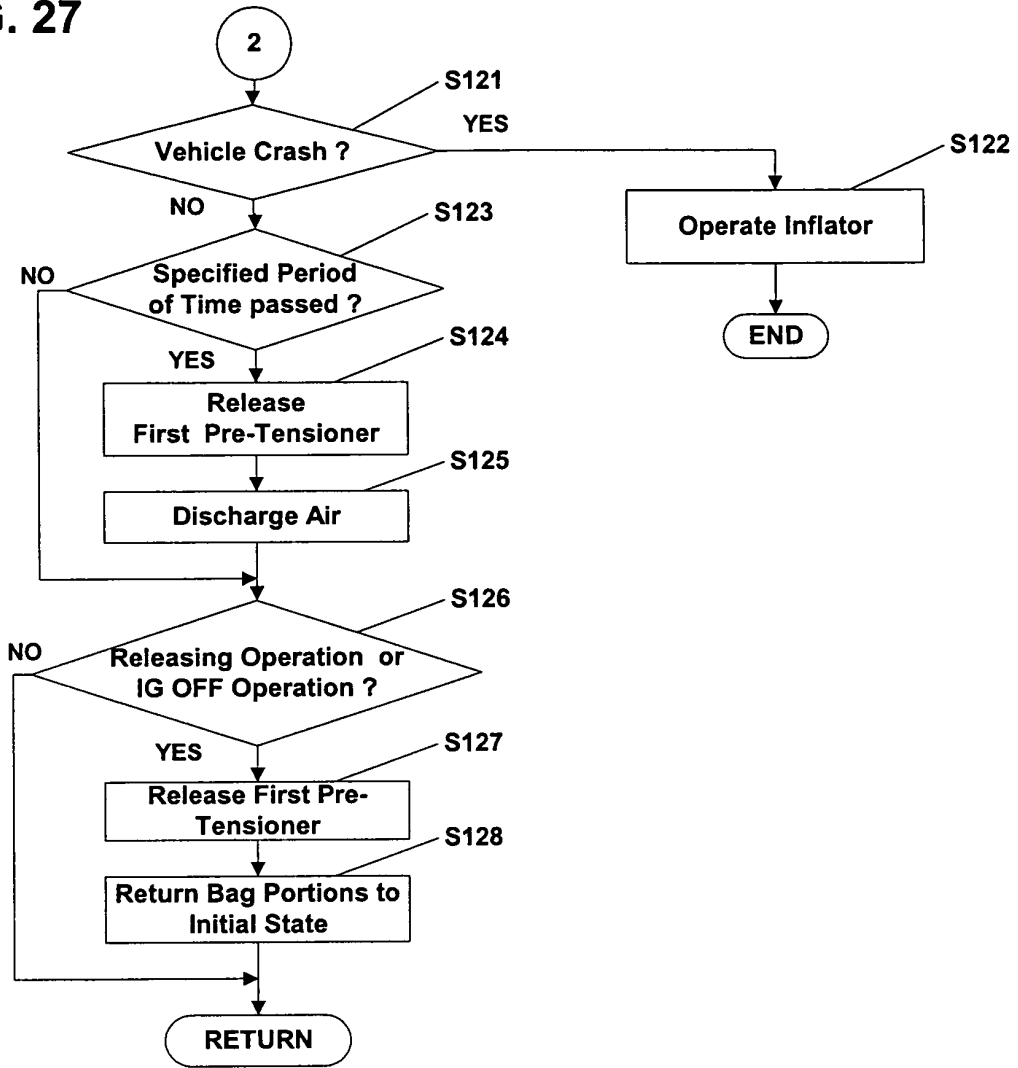 . 27
2
S121
YES
Vehicle Crash ?
S122
Operate Inflator
NO
S123
NO
Specified Period
of Time passed ?
END
S124
YES
Release
First Pre-Tensioner
S125
Discharge Air
S126
NO
Releasing Operation or
IG OFF Operation ?
YES
S127
Release First Pre-
Tensioner
S128
Return Bag Portions to
Initial State
RETURN